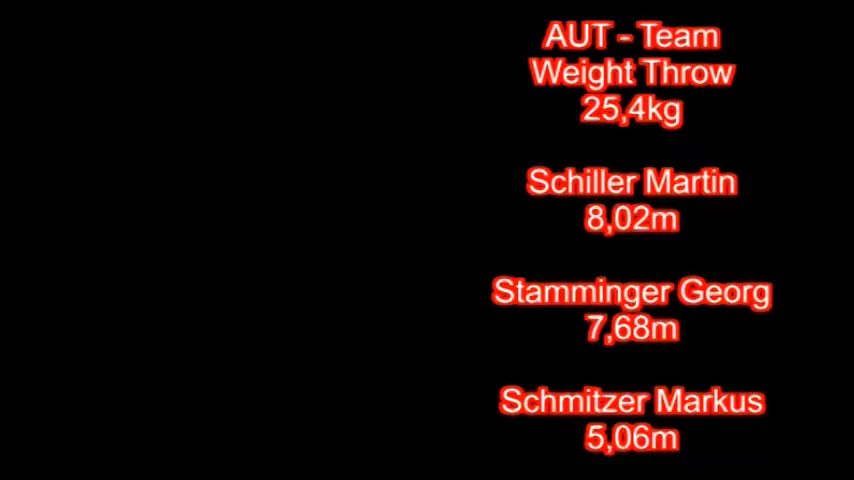 AUT - Team
Weight Throw
25,4kg
Schiller Martin
8,02m
Stamminger Georg
7,68m
Schmitzer Markus
5,06m